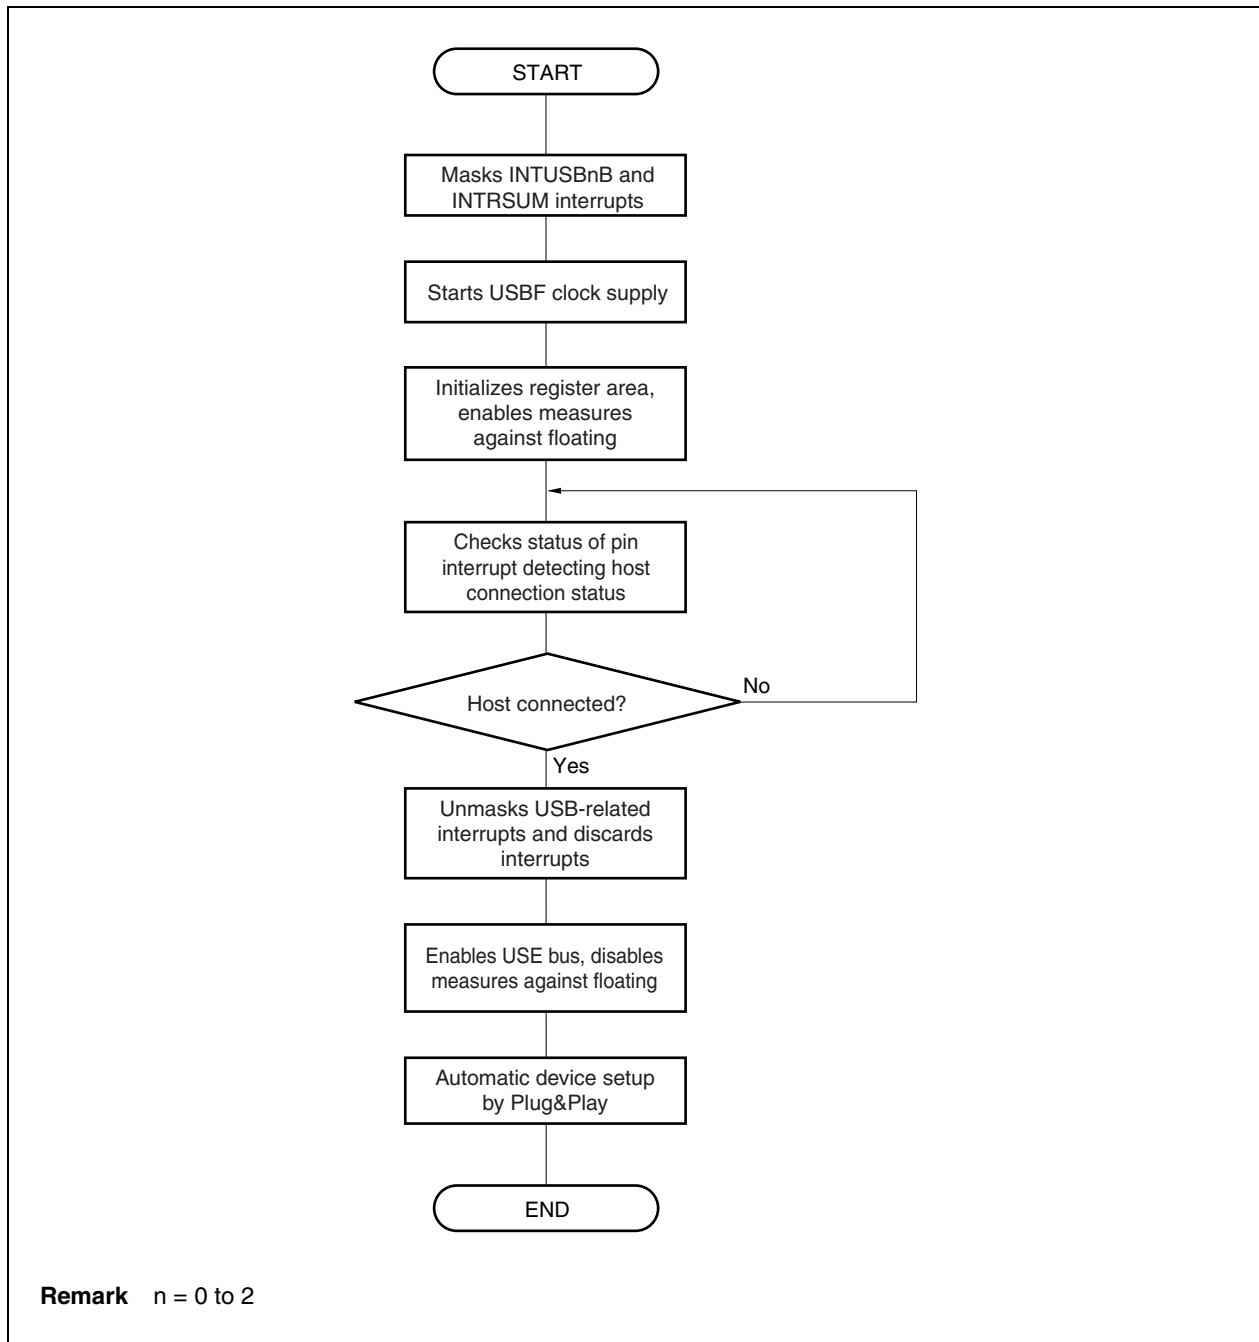 START
Masks INTUSBnB and
INTRSUM interrupts
Starts USBF clock supply
Initializes register area,
enables measures
against floating
Checks status of pin
interrupt detecting host
connection status
Host connected?
No
Yes
Unmasks USB-related
interrupts and discards
interrupts
Enables USE bus, disables
measures against floating
Automatic device setup
by Plug&Play
END
Remark n = 0 to 2